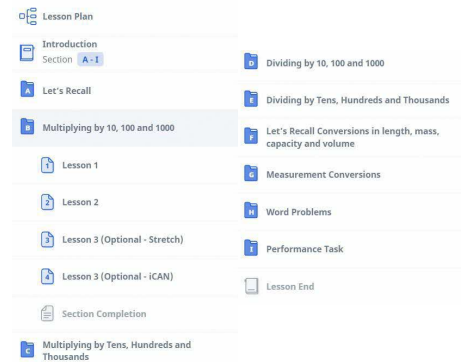 Lesson Plan
Introduction
Section A - I
A Let's Recall
B Multiplying by 10, 100 and 1000
1 Lesson 1
2 Lesson 2
3 Lesson 3 (Optional - Stretch)
4 Lesson 3 (Optional - iCAN)
Section Completion
C Multiplying by Tens, Hundreds and
Thousands
D Dividing by 10, 100 and 1000
E Dividing by Tens, Hundreds and Thousands
F Let's Recall Conversions in length, mass,
capacity and volume
G Measurement Conversions
H Word Problems
I Performance Task
Lesson End